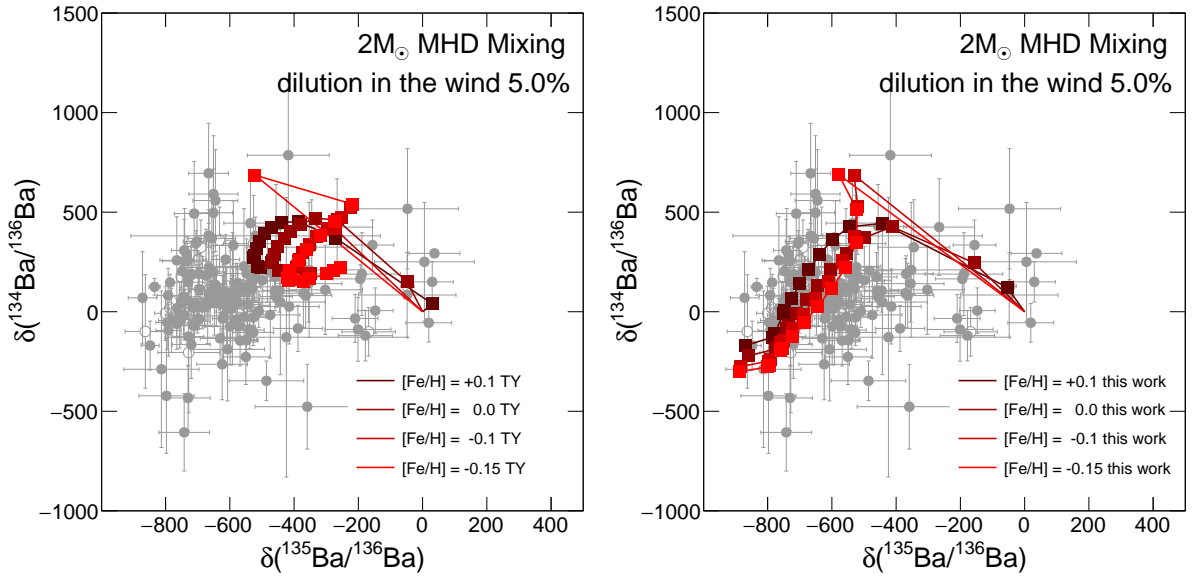 2M☉ MHD Mixing
dilution in the wind 5.0%
δ(¹³⁴Ba/¹³⁶Ba)
1500
1000
500
0
−500
−1000
[Fe/H] = +0.1 TY
[Fe/H] = 0.0 TY
[Fe/H] = -0.1 TY
[Fe/H] = -0.15 TY
−800 −600 −400 −200 0 200 400
δ(¹³⁵Ba/¹³⁶Ba)
2M☉ MHD Mixing
dilution in the wind 5.0%
δ(¹³⁴Ba/¹³⁶Ba)
1500
1000
500
0
−500
−1000
[Fe/H] = +0.1 this work
[Fe/H] = 0.0 this work
[Fe/H] = -0.1 this work
[Fe/H] = -0.15 this work
−800 −600 −400 −200 0 200 400
δ(¹³⁵Ba/¹³⁶Ba)